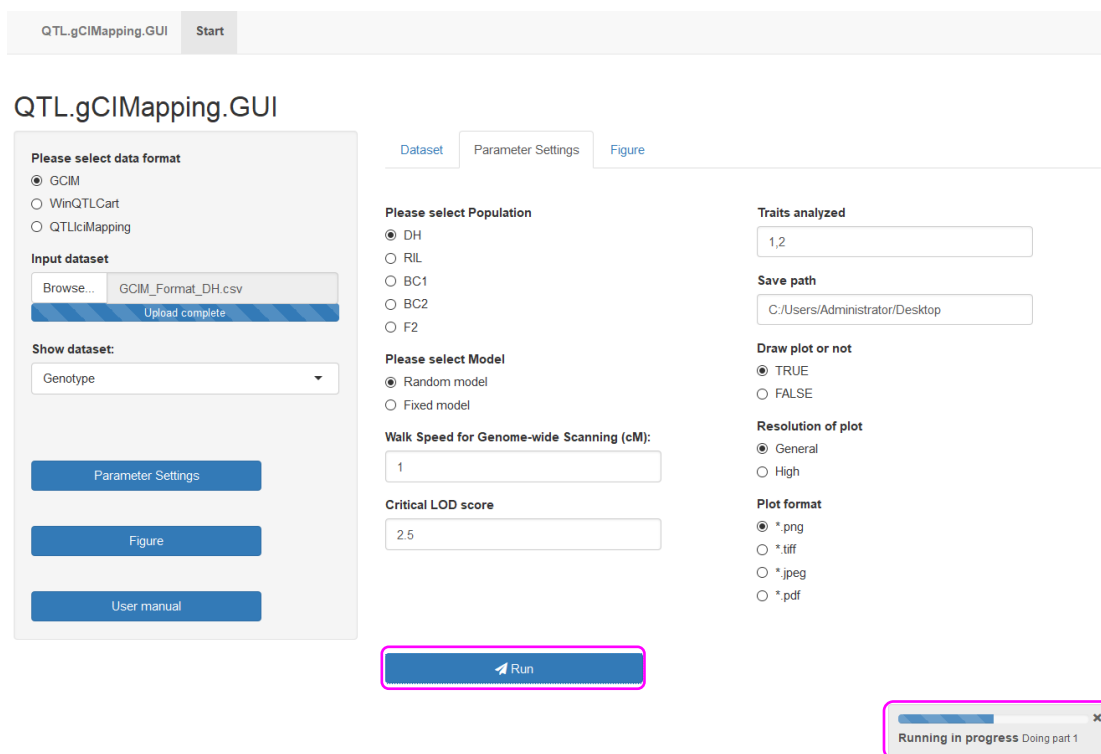 QTL.gCIMapping.GUI Start
QTL.gCIMapping.GUI
Please select data format
GCIM
WinQTLCart
QTLIciMapping
Input dataset
Browse... GCIM_Format_DH.csv
Upload complete
Show dataset:
Genotype
Parameter Settings
Figure
User manual
Dataset Parameter Settings Figure
Please select Population
DH
RIL
BC1
BC2
F2
Please select Model
Random model
Fixed model
Walk Speed for Genome-wide Scanning (cM):
1
Critical LOD score
2.5
Traits analyzed
1,2
Save path
C:/Users/Administrator/Desktop
Draw plot or not
TRUE
FALSE
Resolution of plot
General
High
Plot format
*.png
*.tiff
*.jpeg
*.pdf
Run
Running in progress Doing part 1